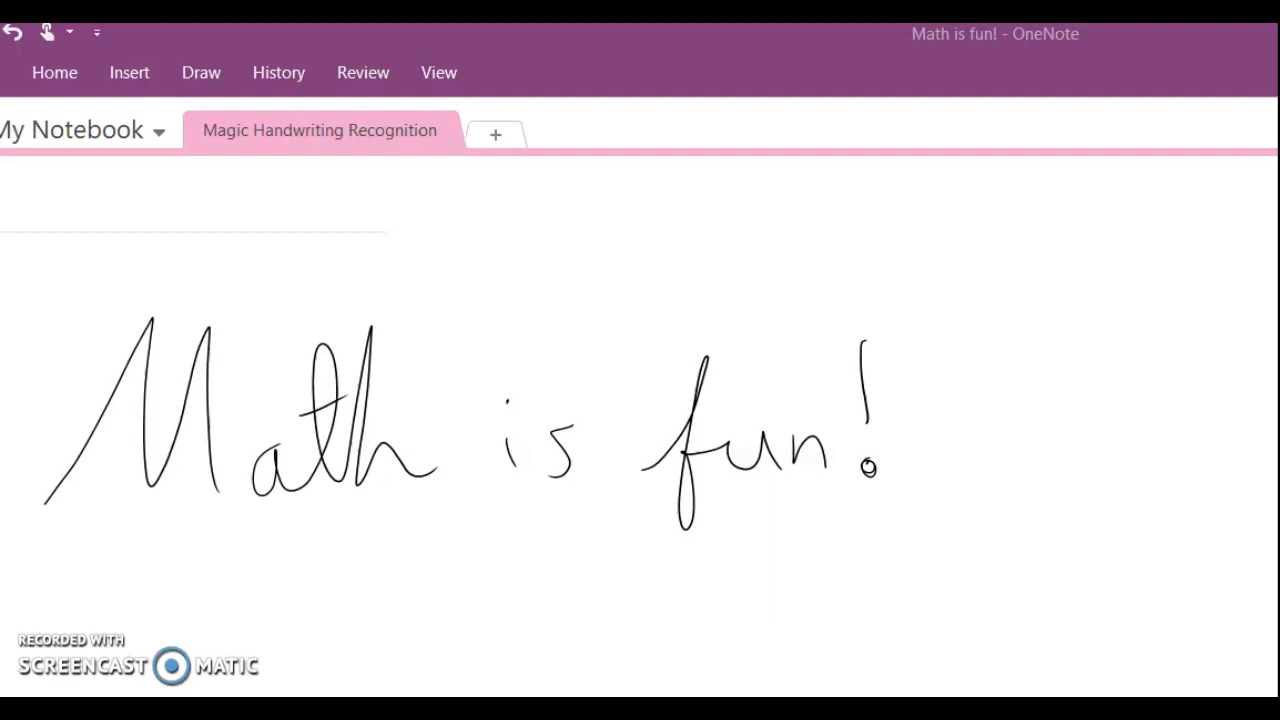 Math is fun! - OneNote
Home Insert Draw History Review View
My Notebook Magic Handwriting Recognition +
Math is fun!
RECORDED WITH
SCREENCAST MATIC